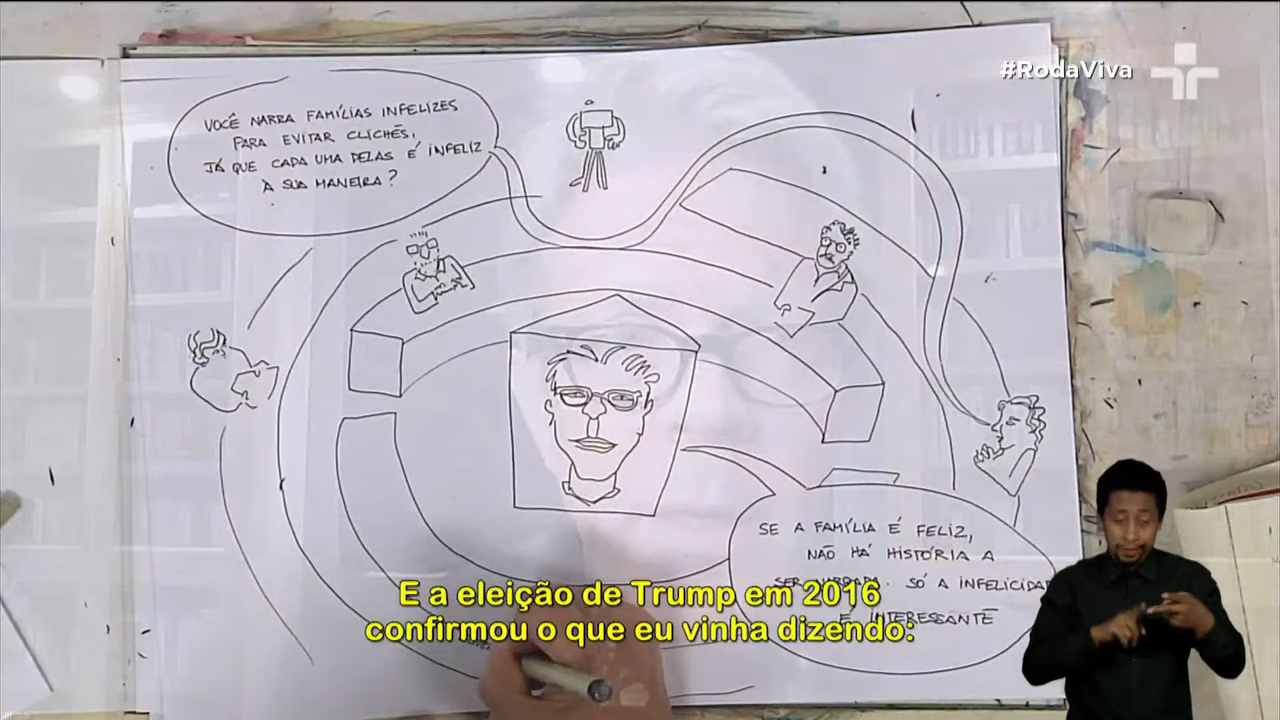 #RodaViva
VOCÊ NARRA FAMÍLIAS INFELIZES
PARA EVITAR CLICHÊS,
JÁ QUE CADA UMA DELAS É INFELIZ
À SUA MANEIRA?
SE A FAMÍLIA É FELIZ,
NÃO HÁ HISTÓRIA A
SER SÓ A INFELICIDADE
É INTERESSANTE
E a eleição de Trump em 2016
confirmou o que eu vinha dizendo: